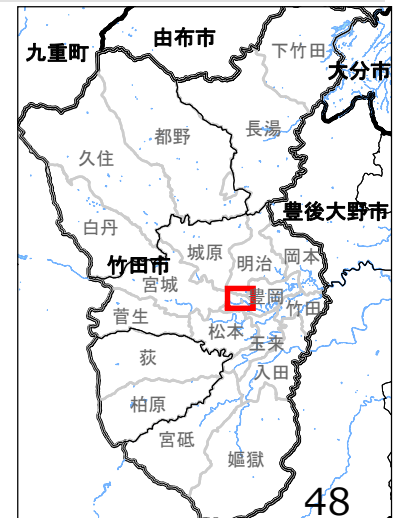 九重町
由布市
下竹田
大分市
都野
長湯
久住
白丹
豊後大野市
城原
岡本
明治
竹田市
宮城
豊岡
竹田
菅生
松本
玉来
荻
入田
柏原
宮砥
嫗獄
48